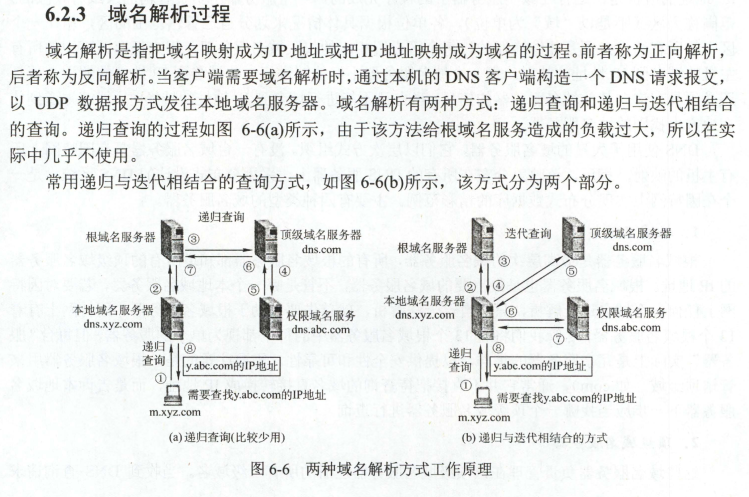 6.2.3 域名解析过程
域名解析是指把域名映射成为IP地址或把IP地址映射成为域名的过程。前者称为正向解析，
后者称为反向解析。当客户端需要域名解析时，通过本机的DNS客户端构造一个DNS请求报文，
以UDP数据报方式发往本地域名服务器。域名解析有两种方式：递归查询和递归与迭代相结合
的查询。递归查询的过程如图6-6(a)所示，由于该方法给根域名服务造成的负载过大，所以在实
际中几乎不使用。
常用递归与迭代相结合的查询方式，如图6-6(b)所示，该方式分为两个部分。
递归查询
根域名服务器
③
⑦
⑥
顶级域名服务器
dns.com
②
④
⑤
本地域名服务器
dns.xyz.com
权限域名服务
dns.abc.com
递归
查询
①
⑧
y.abc.com的IP地址
需要查找y.abc.com的IP地址
m.xyz.com
(a) 递归查询(比较少用)
迭代查询
根域名服务器
顶级域名服务器
dns.com
②
③
④
⑤
本地域名服务器
dns.xyz.com
⑥
⑦
权限域名服务
dns.abc.com
递归
查询
①
⑧
y.abc.com的IP地址
需要查找y.abc.com的IP地址
m.xyz.com
(b) 递归与迭代相结合的方式
图6-6 两种域名解析方式工作原理